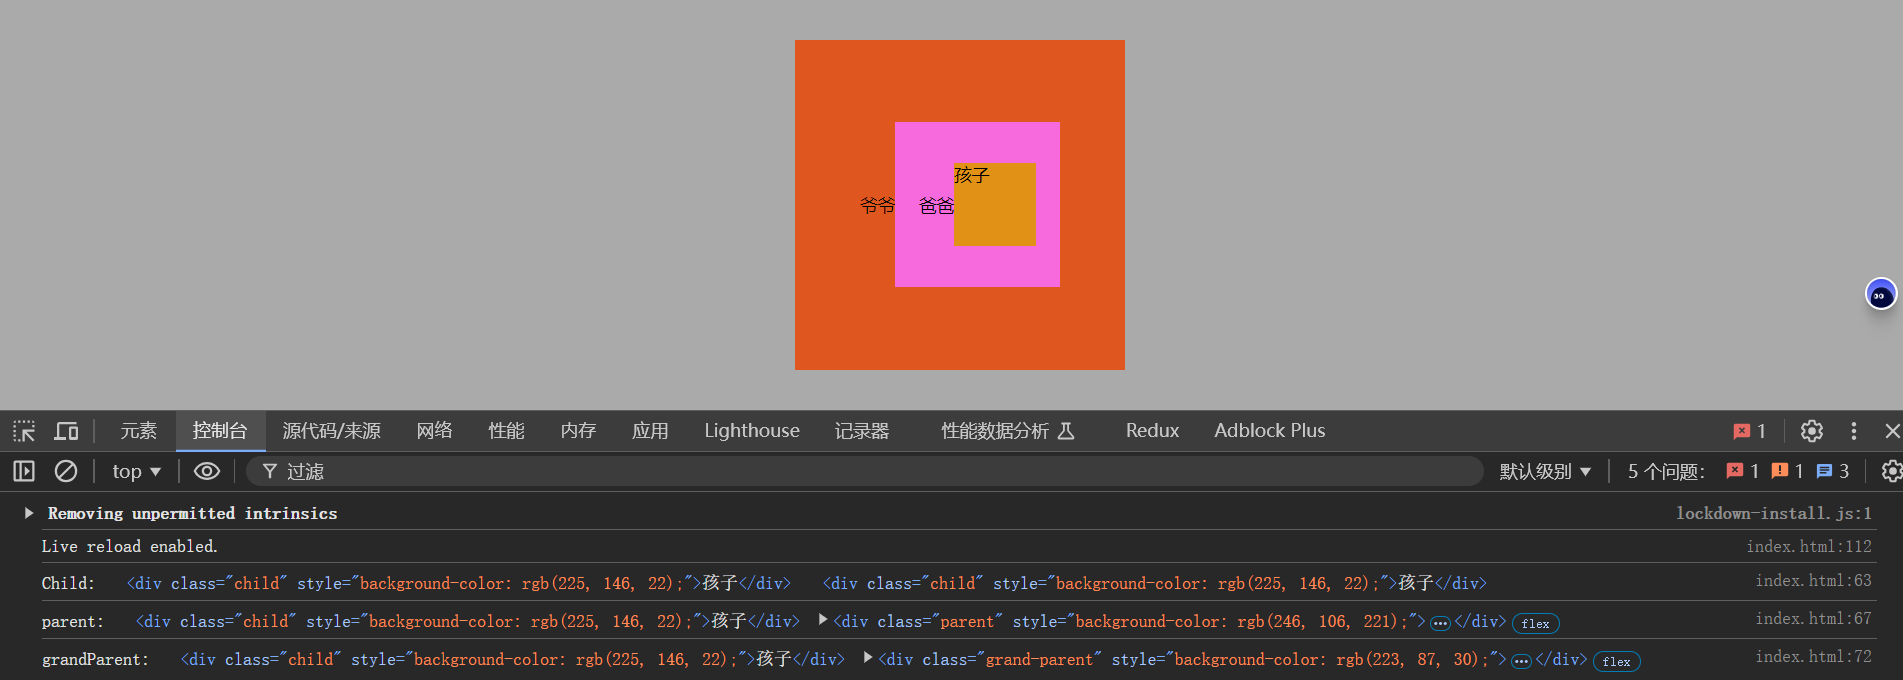 孩子
爷爷 爸爸
元素 控制台 源代码/来源 网络 性能 内存 应用 Lighthouse 记录器 性能数据分析 Redux Adblock Plus 1
top 过滤 默认级别 5 个问题: 1 1 3
Removing unpermitted intrinsics lockdown-install.js:1
Live reload enabled. index.html:112
Child: <div class="child" style="background-color: rgb(225, 146, 22);">孩子</div> <div class="child" style="background-color: rgb(225, 146, 22);">孩子</div> index.html:63
parent: <div class="child" style="background-color: rgb(225, 146, 22);">孩子</div> <div class="parent" style="background-color: rgb(246, 106, 221);">…</div> flex index.html:67
grandParent: <div class="child" style="background-color: rgb(225, 146, 22);">孩子</div> <div class="grand-parent" style="background-color: rgb(223, 87, 30);">…</div> flex index.html:72